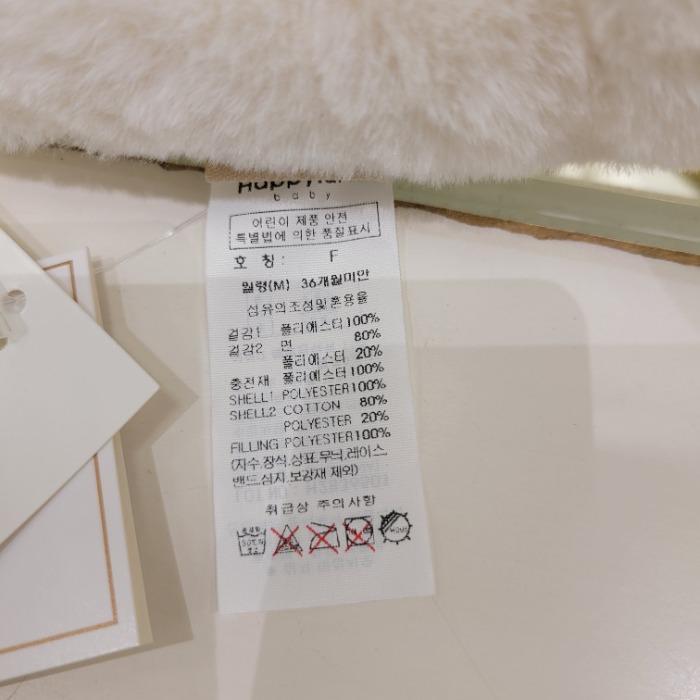 baby
어린이 제품 안전
특별법에 의한 품질표시
호 칭 : F
월령(M) 36개월미만
섬유의조성및혼용율
겉감1 폴리에스터100%
겉감2 면 80%
폴리에스터 20%
충전재 폴리에스터100%
SHELL1 POLYESTER100%
SHELL2 COTTON 80%
POLYESTER 20%
FILLING POLYESTER100%
(자수,장식,상표,무늬,레이스
밴드,심지,보강재 제외)
취급상 주의사항
HOME